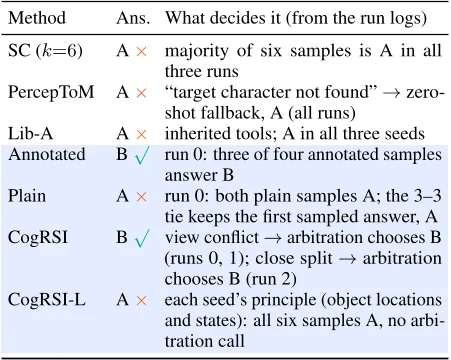 Method Ans. What decides it (from the run logs)
SC (k=6) A × majority of six samples is A in all
three runs
PercepToM A × “target character not found” → zero-
shot fallback, A (all runs)
Lib-A A × inherited tools; A in all three seeds
Annotated B √ run 0: three of four annotated samples
answer B
Plain A × run 0: both plain samples A; the 3–3
tie keeps the first sampled answer, A
CogRSI B √ view conflict → arbitration chooses B
(runs 0, 1); close split → arbitration
chooses B (run 2)
CogRSI-L A × each seed’s principle (object locations
and states): all six samples A, no arbi-
tration call